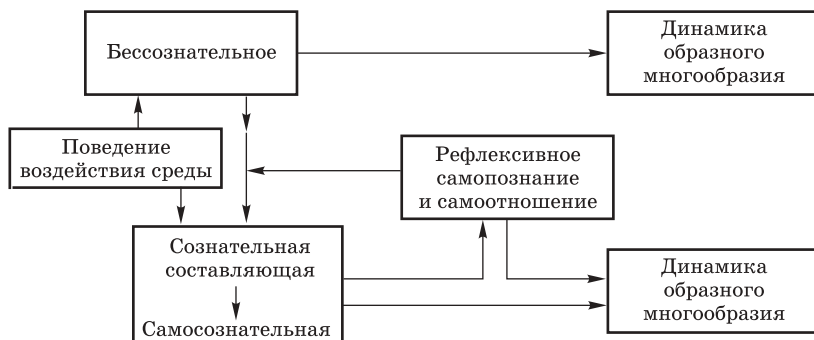 Бессознательное
Динамика
образного
многообразия
Поведение
воздействия среды
Рефлексивное
самопознание
и самоотношение
Сознательная
составляющая
Самосознательная
Динамика
образного
многообразия